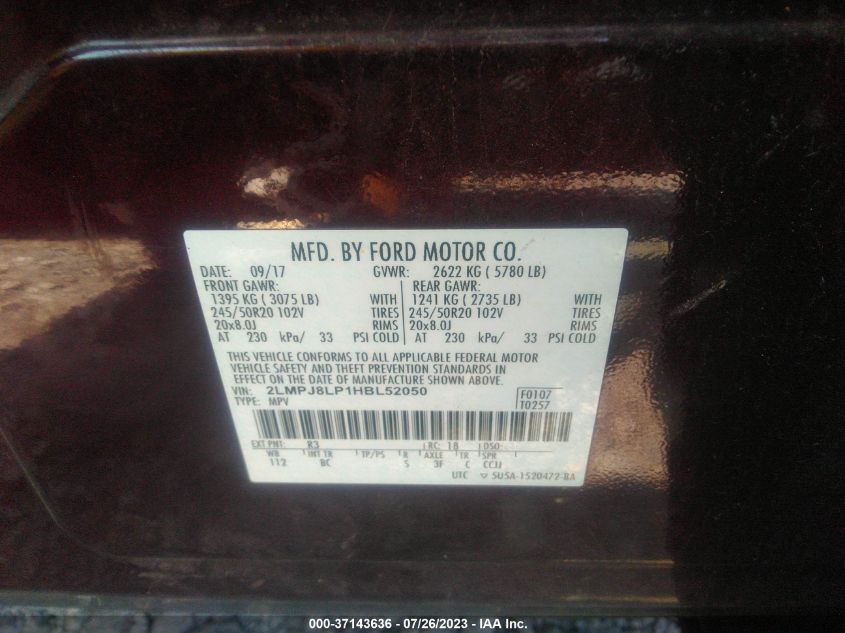 MFD. BY FORD MOTOR CO.
DATE: 09/17 GVWR: 2622 KG ( 5780 LB)
FRONT GAWR: REAR GAWR:
1395 KG ( 3075 LB) WITH 1241 KG ( 2735 LB) WITH
245/50R20 102V TIRES 245/50R20 102V TIRES
20x8.0J RIMS 20x8.0J RIMS
AT 230 kPa/ 33 PSI COLD AT 230 kPa/ 33 PSI COLD
THIS VEHICLE CONFORMS TO ALL APPLICABLE FEDERAL MOTOR
VEHICLE SAFETY AND THEFT PREVENTION STANDARDS IN
EFFECT ON THE DATE OF MANUFACTURE SHOWN ABOVE.
VIN: 2LMPJ8LP1HBL52050 F0107
TYPE: MPV T0257
EXT PNT: R3 RC: 18 DSO:
WB INT TR TP/PS R AXLE TR SPR
112 BC S 3F C CCJJ
UTC 5U5A-1520472-BA
000-37143636 / 07/26/2023 - IAA Inc.